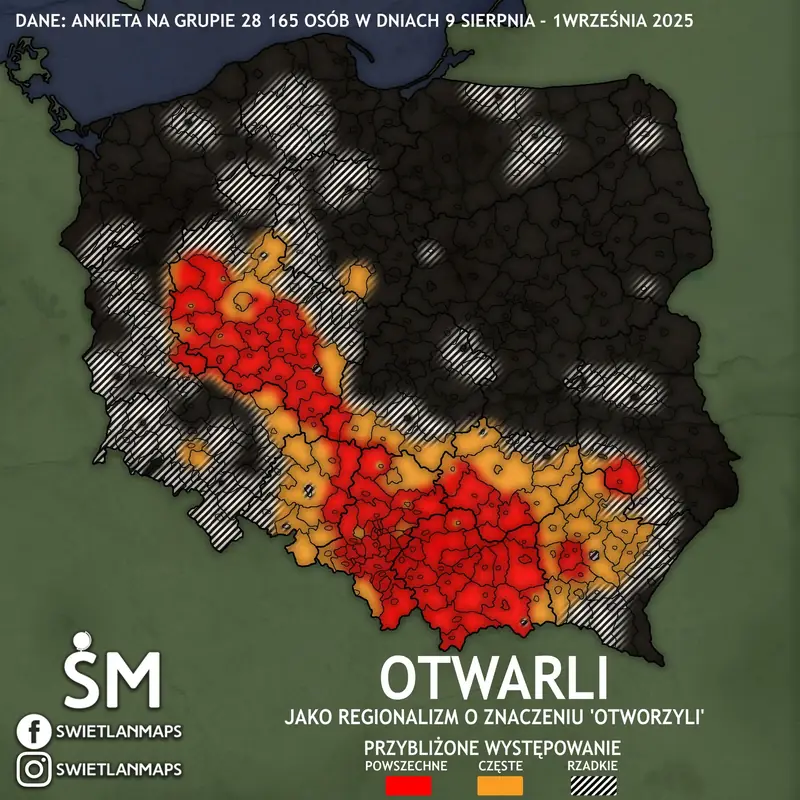 DANE: ANKIETA NA GRUPIE 28 165 OSÓB W DNIACH 9 SIERPNIA - 1WRZEŚNIA 2025
OTWARLI
JAKO REGIONALIZM O ZNACZENIU 'OTWORZYLI'
PRZYBLIŻONE WYSTĘPOWANIE
POWSZECHNE CZĘSTE RZADKIE
ŚM
SWIETLANMAPS
SWIETLANMAPS